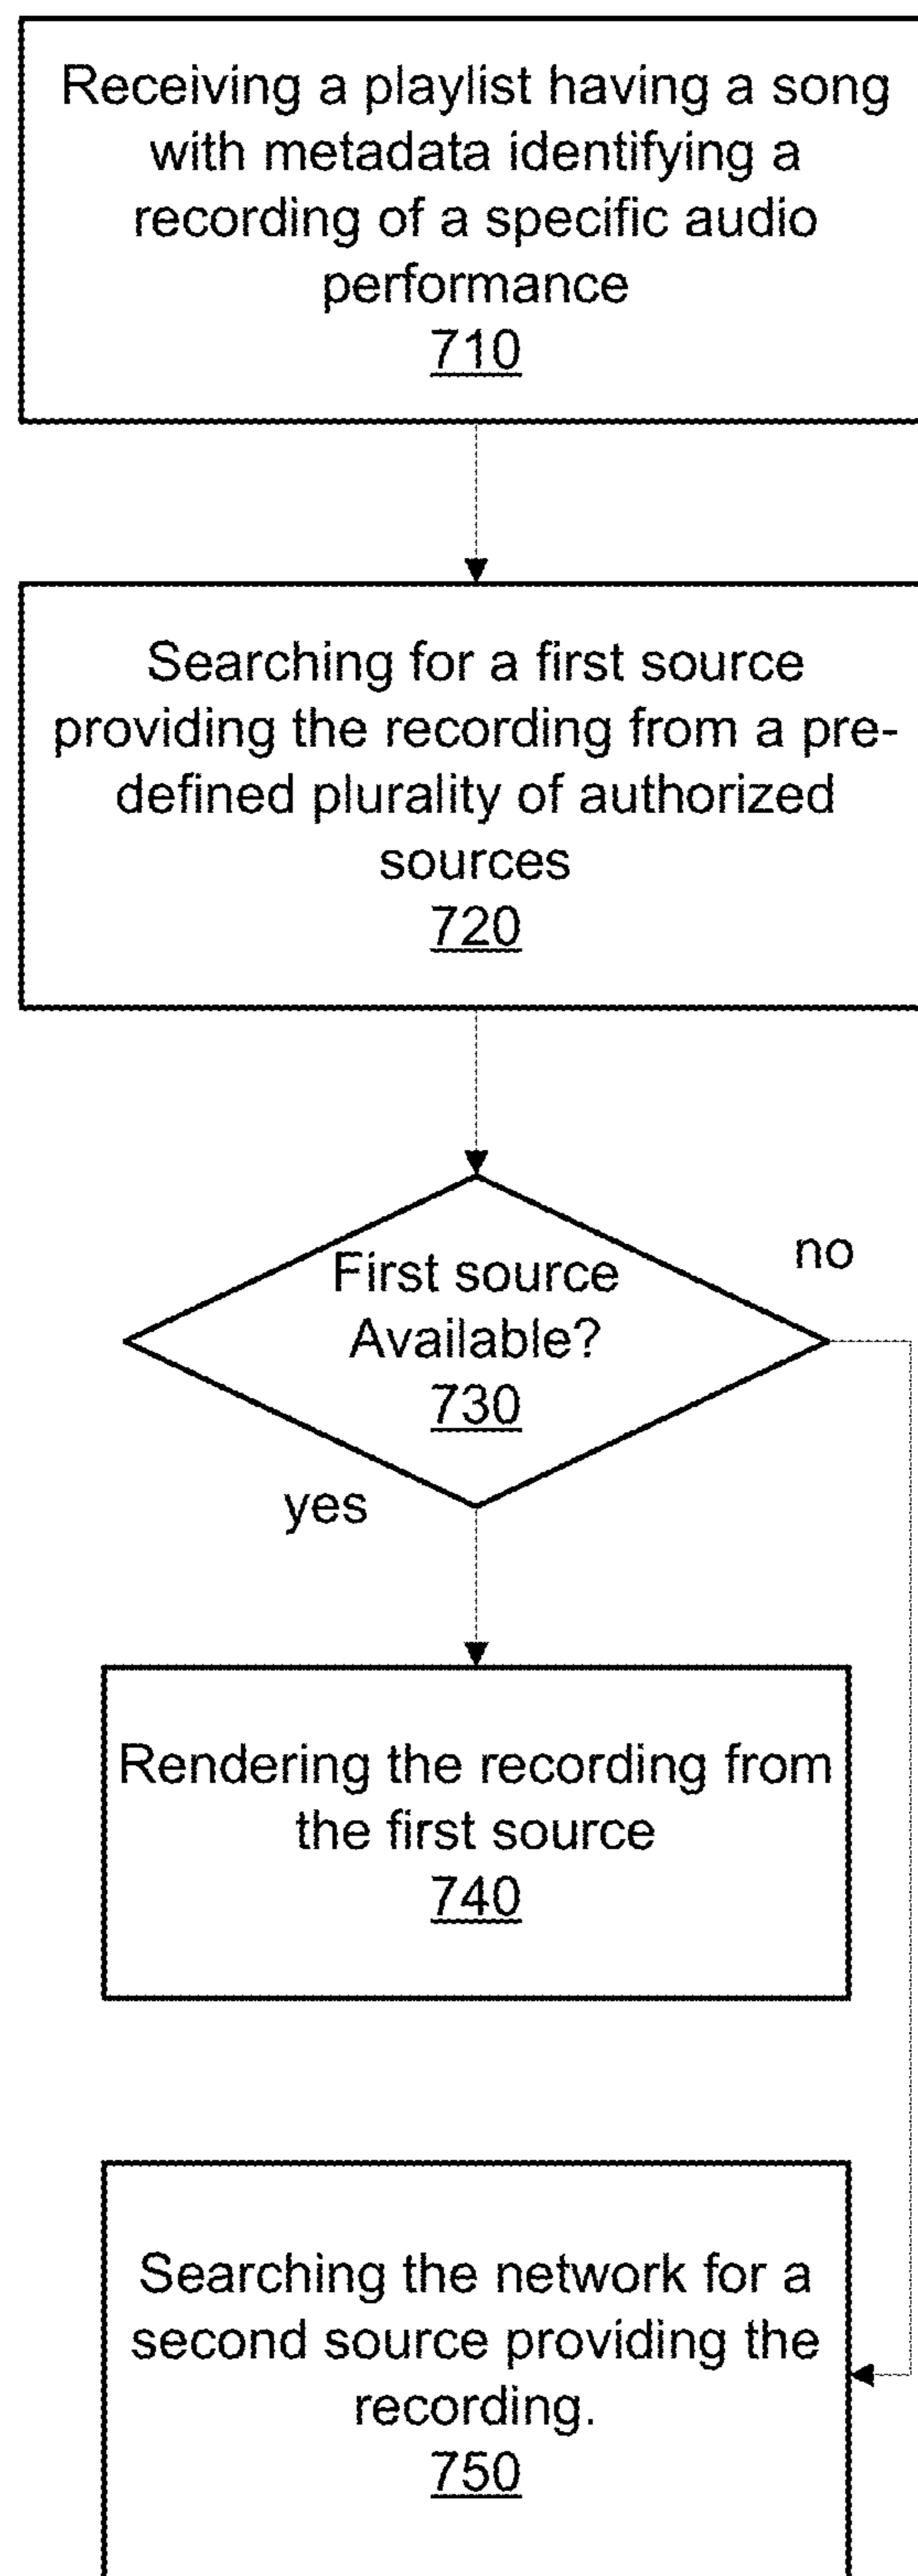 Receiving a playlist having a song
with metadata identifying a
recording of a specific audio
performance
710
Searching for a first source
providing the recording from a pre-
defined plurality of authorized
sources
720
First source
Available?
730
no
yes
Rendering the recording from
the first source
740
Searching the network for a
second source providing the
recording.
750